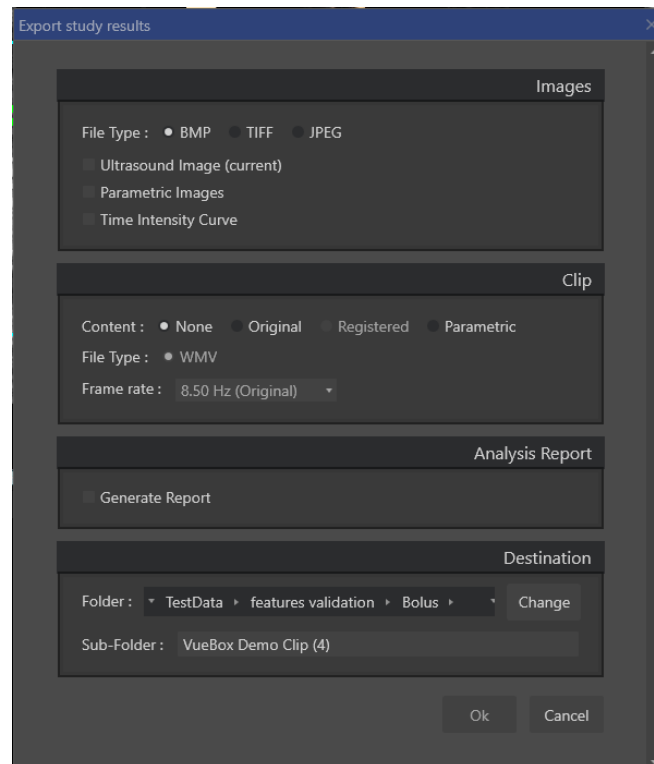 Export study results
Images
File Type : BMP TIFF JPEG
Ultrasound Image (current)
Parametric Images
Time Intensity Curve
Clip
Content : None Original Registered Parametric
File Type : WMV
Frame rate : 8.50 Hz (Original)
Analysis Report
Generate Report
Destination
Folder : TestData features validation Bolus Change
Sub-Folder : VueBox Demo Clip (4)
Ok Cancel